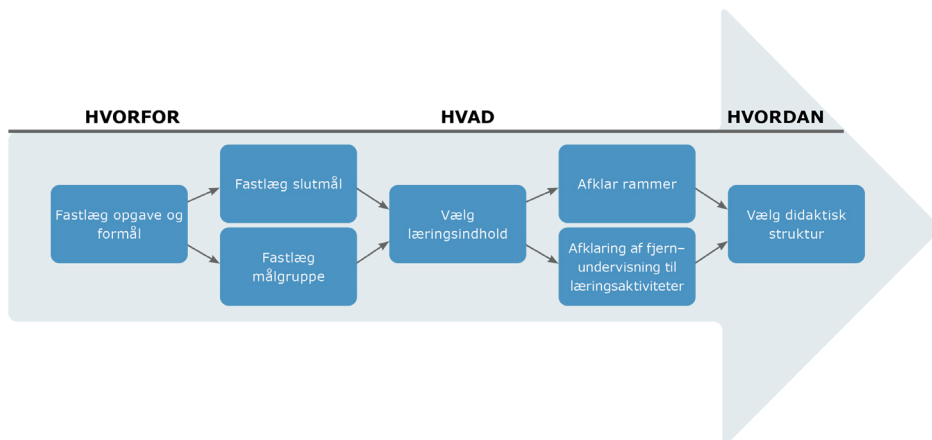 HVORFOR
HVAD
HVORDAN
Fastlæg opgave og
formål
Fastlæg slutmål
Fastlæg
målgruppe
Vælg
læringsindhold
Afklar rammer
Afklaring af fjern–
undervisning til
læringsaktiviteter
Vælg didaktisk
struktur